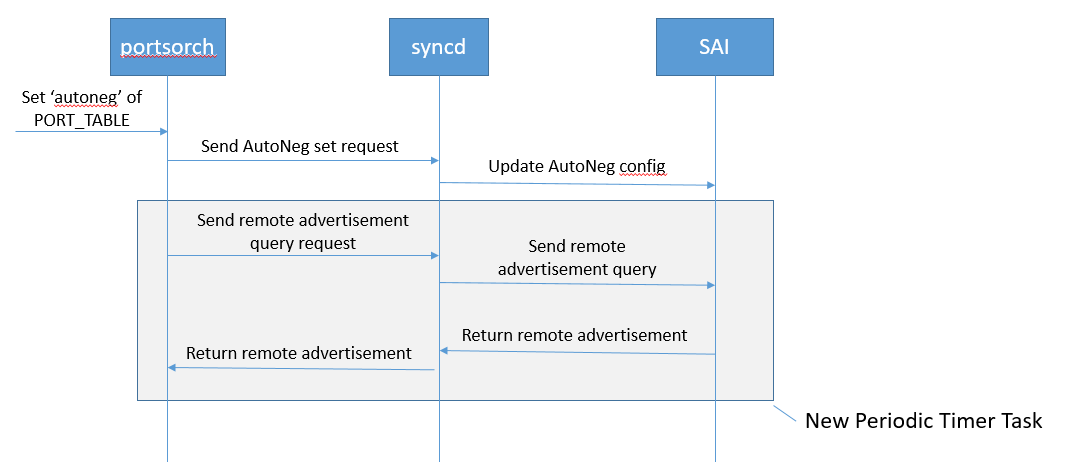 portsorch
syncd
SAI
Set ‘autoneg’ of
PORT_TABLE
Send AutoNeg set request
Update AutoNeg config
Send remote advertisement
query request
Send remote
advertisement query
Return remote advertisement
Return remote advertisement
New Periodic Timer Task